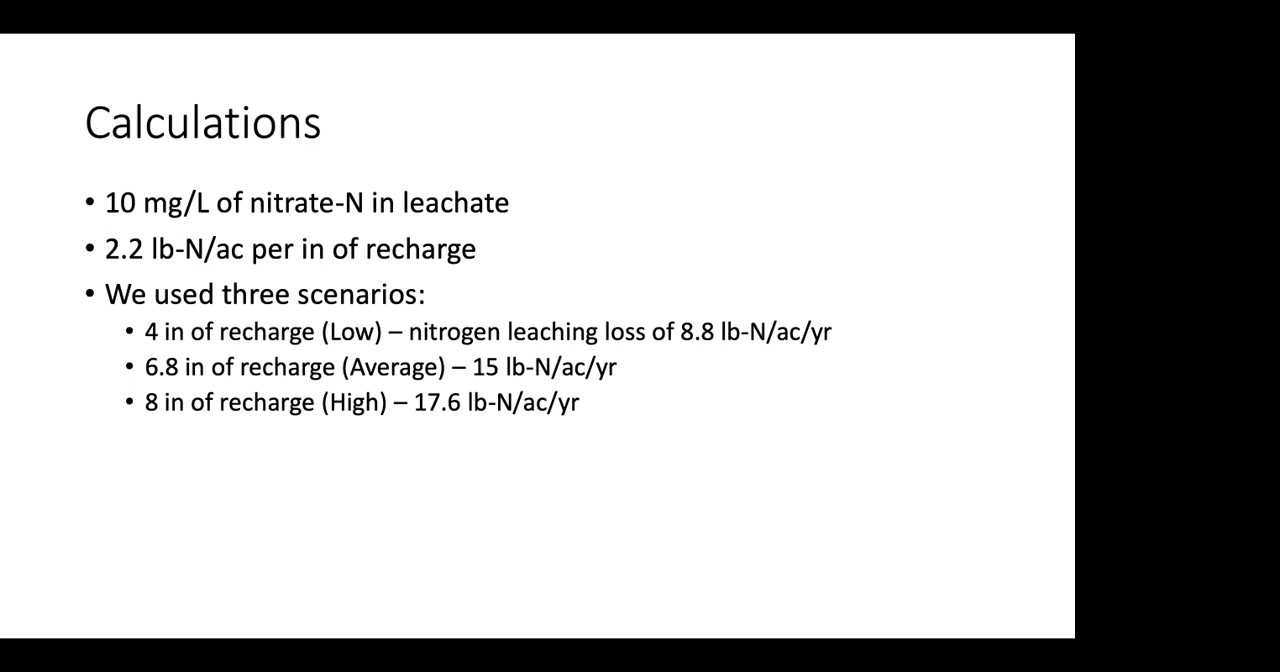 Calculations
• 10 mg/L of nitrate-N in leachate
• 2.2 lb-N/ac per in of recharge
• We used three scenarios:
• 4 in of recharge (Low) – nitrogen leaching loss of 8.8 lb-N/ac/yr
• 6.8 in of recharge (Average) – 15 lb-N/ac/yr
• 8 in of recharge (High) – 17.6 lb-N/ac/yr